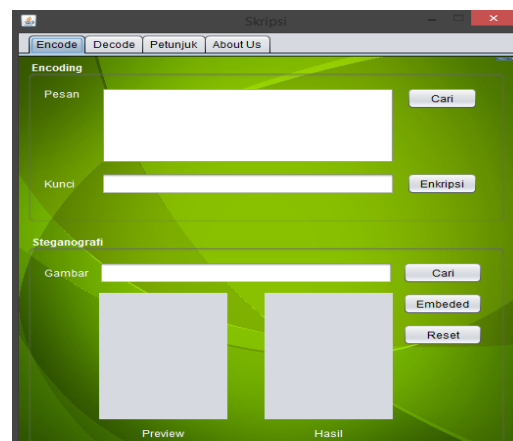 Skripsi
Encode Decode Petunjuk About Us
Encoding
Pesan Cari
Kunci Enkripsi
Steganografi
Gambar Cari
Embeded
Reset
Preview Hasil